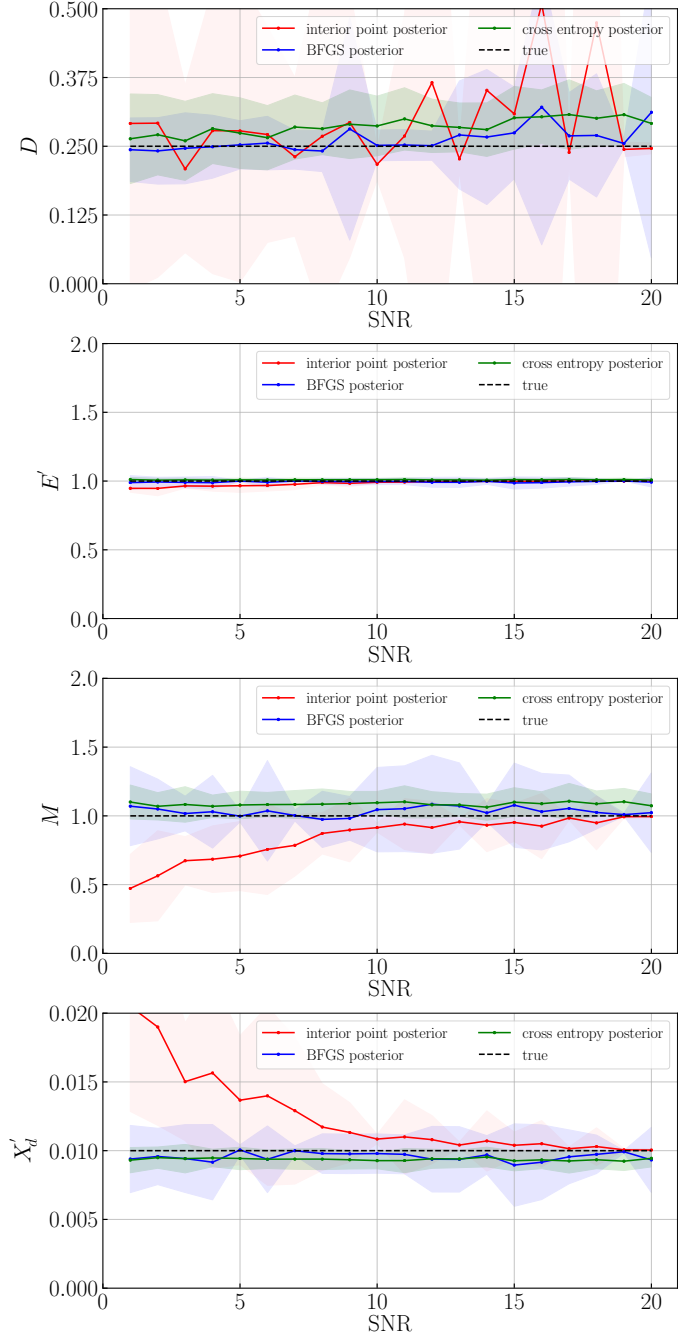 0.500
0.375
0.250
0.125
0.000
D
interior point posterior
BFGS posterior
cross entropy posterior
true
0 5 10 15 20
SNR
2.0
1.5
1.0
0.5
0.0
E′
interior point posterior
BFGS posterior
cross entropy posterior
true
0 5 10 15 20
SNR
2.0
1.5
1.0
0.5
0.0
M
interior point posterior
BFGS posterior
cross entropy posterior
true
0 5 10 15 20
SNR
0.020
0.015
0.010
0.005
0.000
X′d
interior point posterior
BFGS posterior
cross entropy posterior
true
0 5 10 15 20
SNR